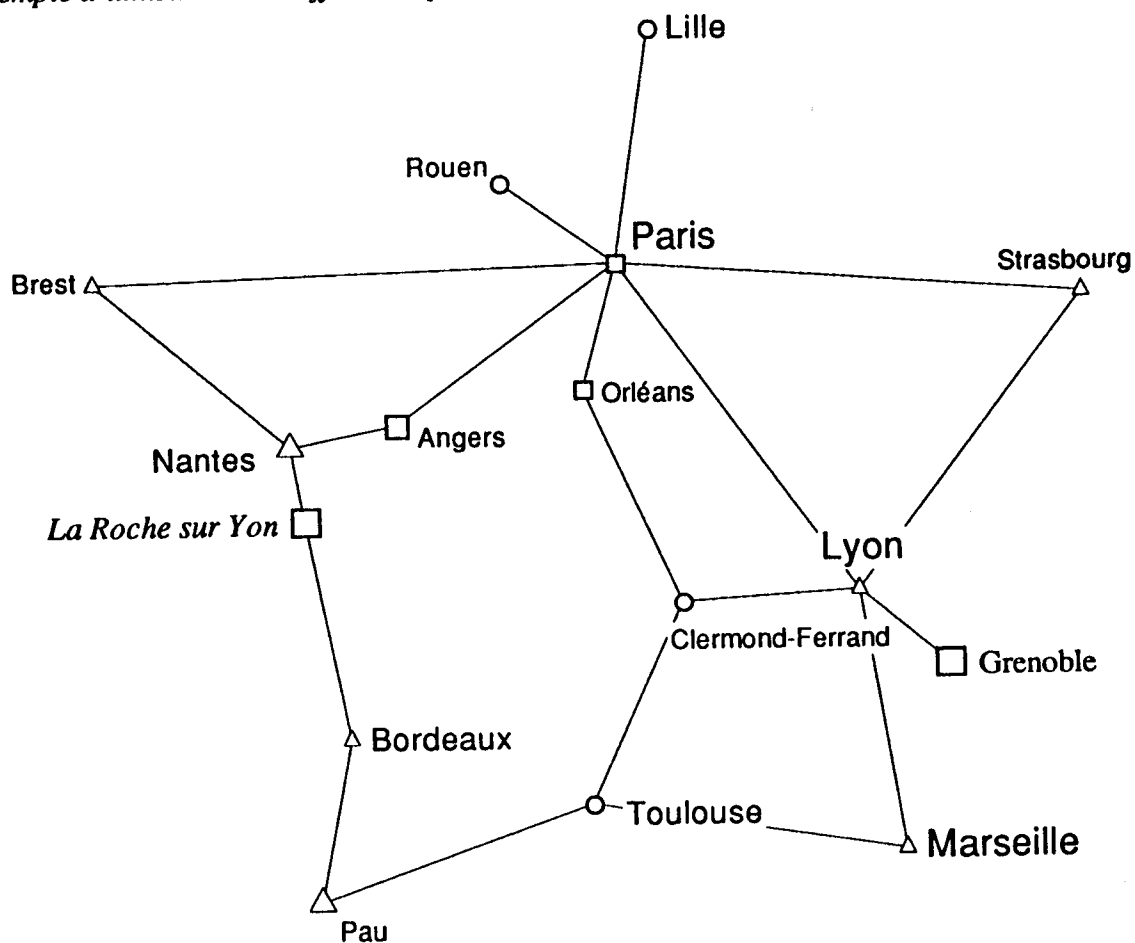 Lille
Rouen
Paris
Strasbourg
Brest
Orléans
Angers
Nantes
La Roche sur Yon
Lyon
Clermond-Ferrand
Grenoble
Bordeaux
Toulouse
Marseille
Pau